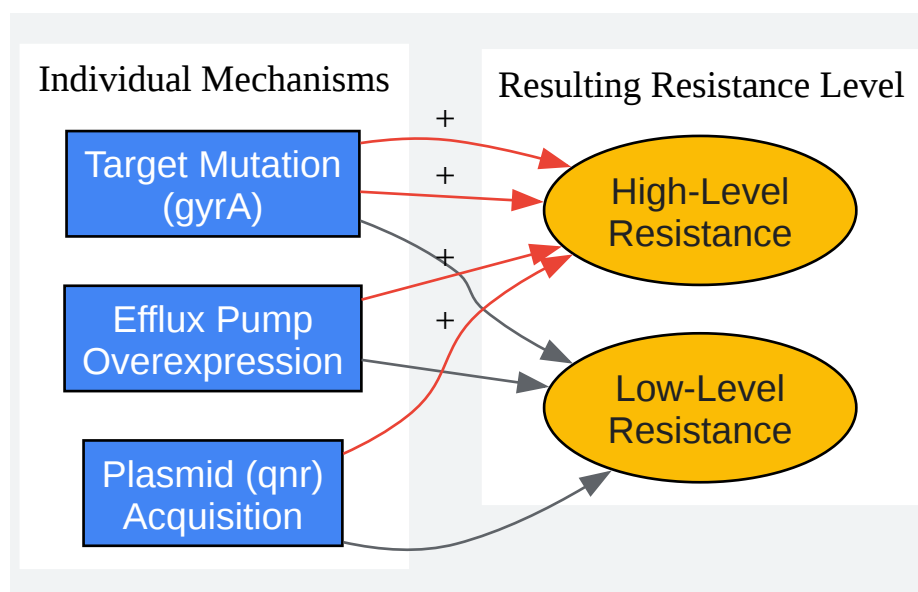 Individual Mechanisms
Target Mutation
(gyrA)
Efflux Pump
Overexpression
Plasmid (qnr)
Acquisition
+
+
+
+
Resulting Resistance Level
High-Level
Resistance
Low-Level
Resistance